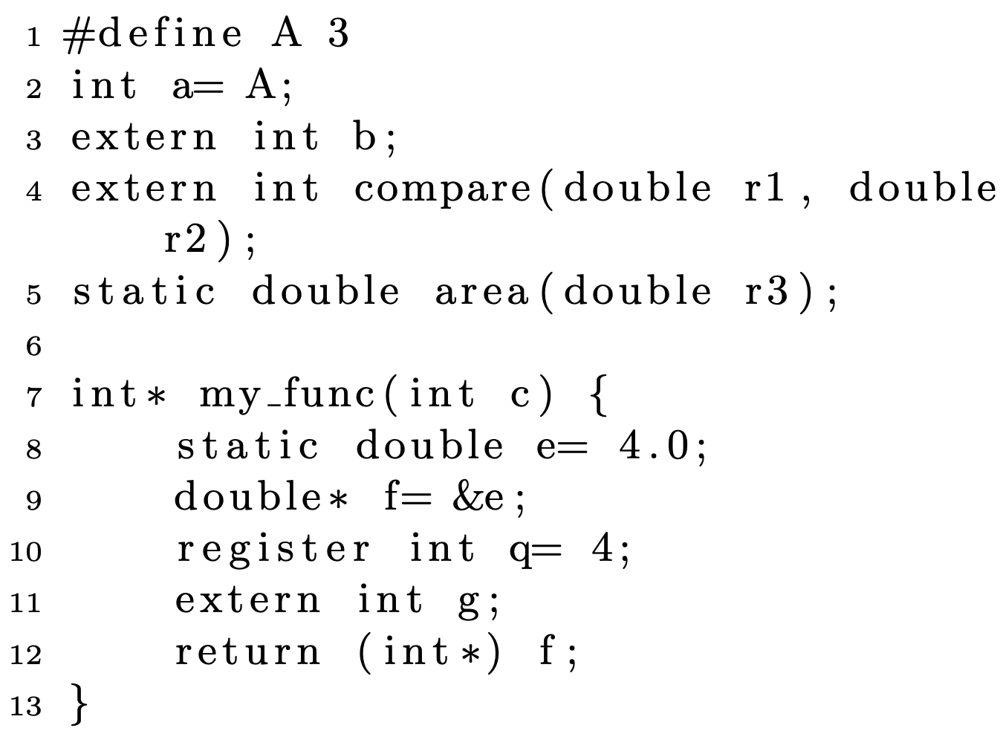 1 #define A 3
2 int a= A;
3 extern int b;
4 extern int compare(double r1, double
r2);
5 static double area(double r3);
6
7 int* my_func(int c) {
8 static double e= 4.0;
9 double* f= &e;
10 register int q= 4;
11 extern int g;
12 return (int*) f;
13 }